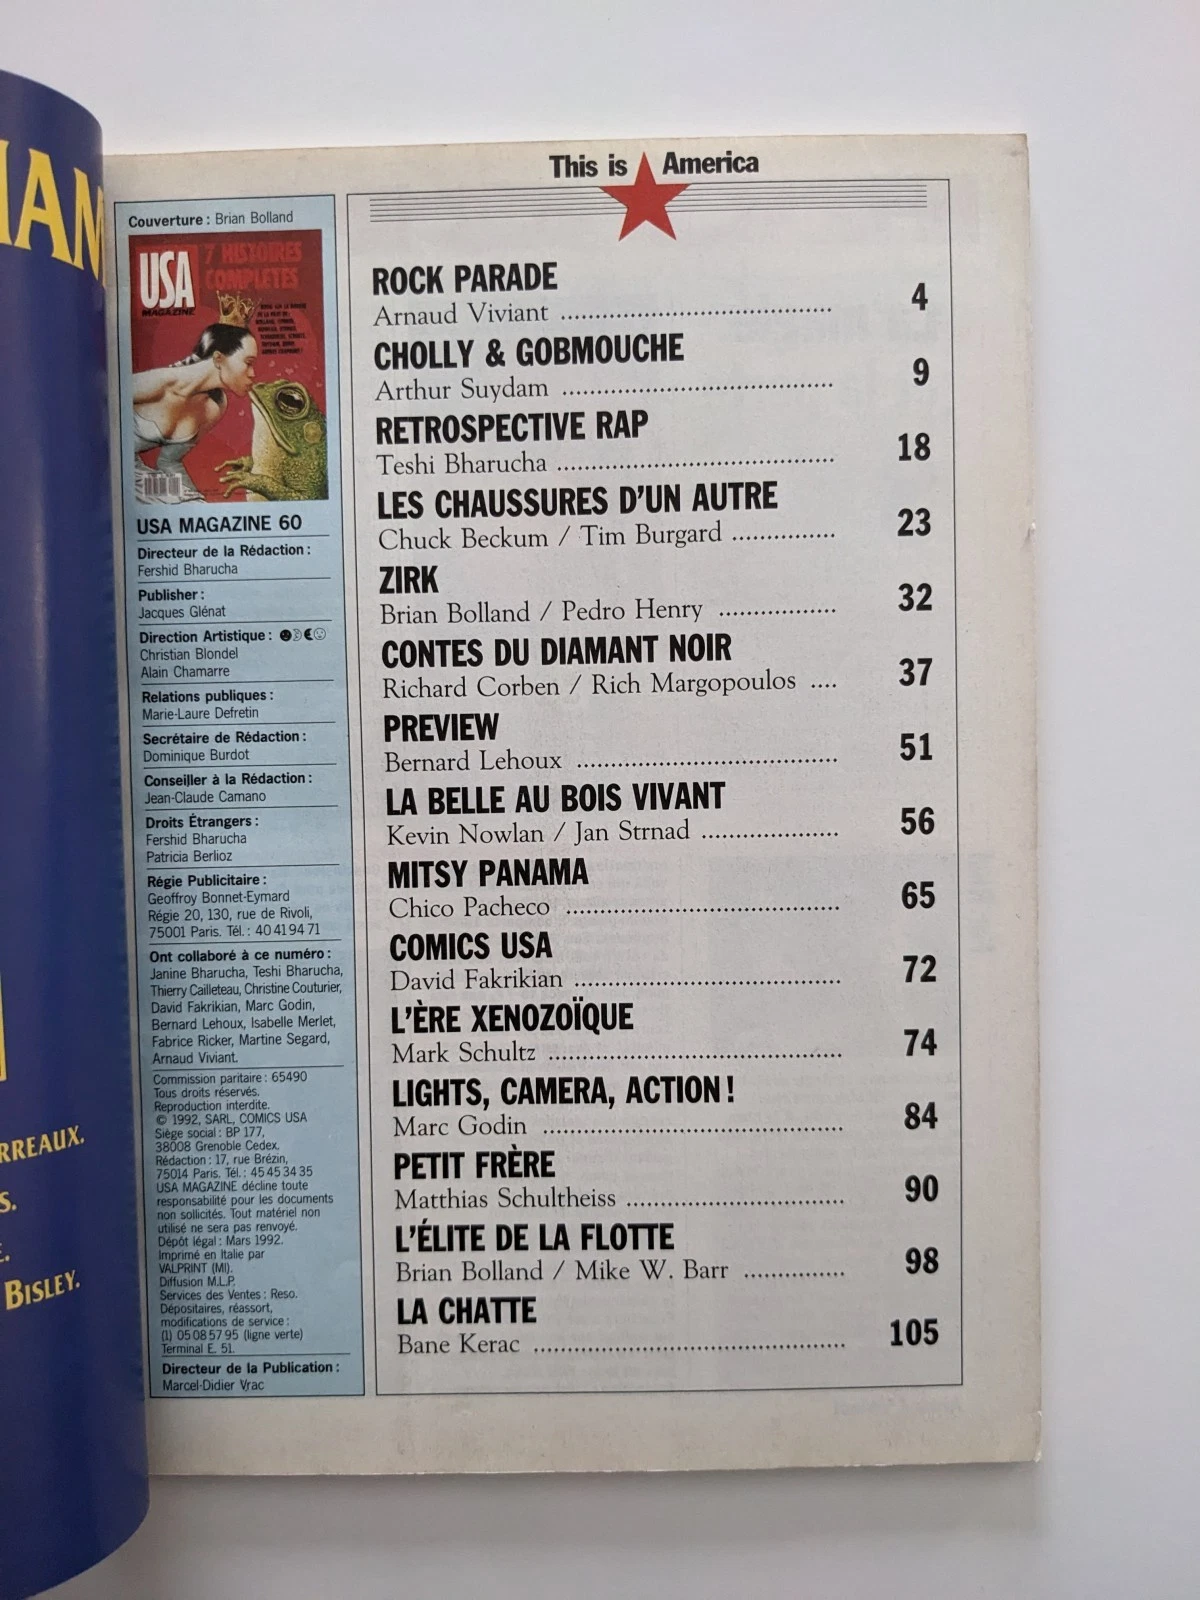 IAM
RREAUX.
S.
E.
BISLEY.
This is America
Couverture : Brian Bolland
7 HISTOIRES
COMPLETES
USA
MAGAZINE
USA MAGAZINE 60
Directeur de la Rédaction :
Fershid Bharucha
Publisher :
Jacques Glénat
Direction Artistique :
Christian Blondel
Alain Chamarre
Relations publiques :
Marie-Laure Defretin
Secrétaire de Rédaction :
Dominique Burdot
Conseiller à la Rédaction :
Jean-Claude Camano
Droits Étrangers :
Fershid Bharucha
Patricia Berlioz
Régie Publicitaire :
Geoffroy Bonnet-Eymard
Régie 20, 130, rue de Rivoli,
75001 Paris. Tél. : 40 41 94 71
Ont collaboré à ce numéro :
Janine Bharucha, Teshi Bharucha,
Thierry Cailleteau, Christine Couturier,
David Fakrikian, Marc Godin,
Bernard Lehoux, Isabelle Merlet,
Fabrice Ricker, Martine Segard,
Arnaud Viviant.
Commission paritaire : 65490
Tous droits réservés.
Reproduction interdite.
© 1992, SARL, COMICS USA
Siège social : BP 177,
38008 Grenoble Cedex.
Rédaction : 17, rue Brézin,
75014 Paris. Tél. : 45 45 34 35
USA MAGAZINE décline toute
responsabilité pour les documents
non sollicités. Tout matériel non
utilisé ne sera pas renvoyé.
Dépôt légal : Mars 1992.
Imprimé en Italie par
VALPRINT (MI).
Diffusion M.L.P.
Services des Ventes : Reso.
Dépositaires, réassort,
modifications de service :
(1) 05 08 57 95 (ligne verte)
Terminal E. 51.
Directeur de la Publication :
Marcel-Didier Vrac
ROCK PARADE
Arnaud Viviant ........ 4
CHOLLY & GOBMOUCHE
Arthur Suydam ........ 9
RETROSPECTIVE RAP
Teshi Bharucha ........ 18
LES CHAUSSURES D'UN AUTRE
Chuck Beckum / Tim Burgard ........ 23
ZIRK
Brian Bolland / Pedro Henry ........ 32
CONTES DU DIAMANT NOIR
Richard Corben / Rich Margopoulos .... 37
PREVIEW
Bernard Lehoux ........ 51
LA BELLE AU BOIS VIVANT
Kevin Nowlan / Jan Strnad ........ 56
MITSY PANAMA
Chico Pacheco ........ 65
COMICS USA
David Fakrikian ........ 72
L'ÈRE XENOZOÏQUE
Mark Schultz ........ 74
LIGHTS, CAMERA, ACTION !
Marc Godin ........ 84
PETIT FRÈRE
Matthias Schultheiss ........ 90
L'ÉLITE DE LA FLOTTE
Brian Bolland / Mike W. Barr ........ 98
LA CHATTE
Bane Kerac ........ 105